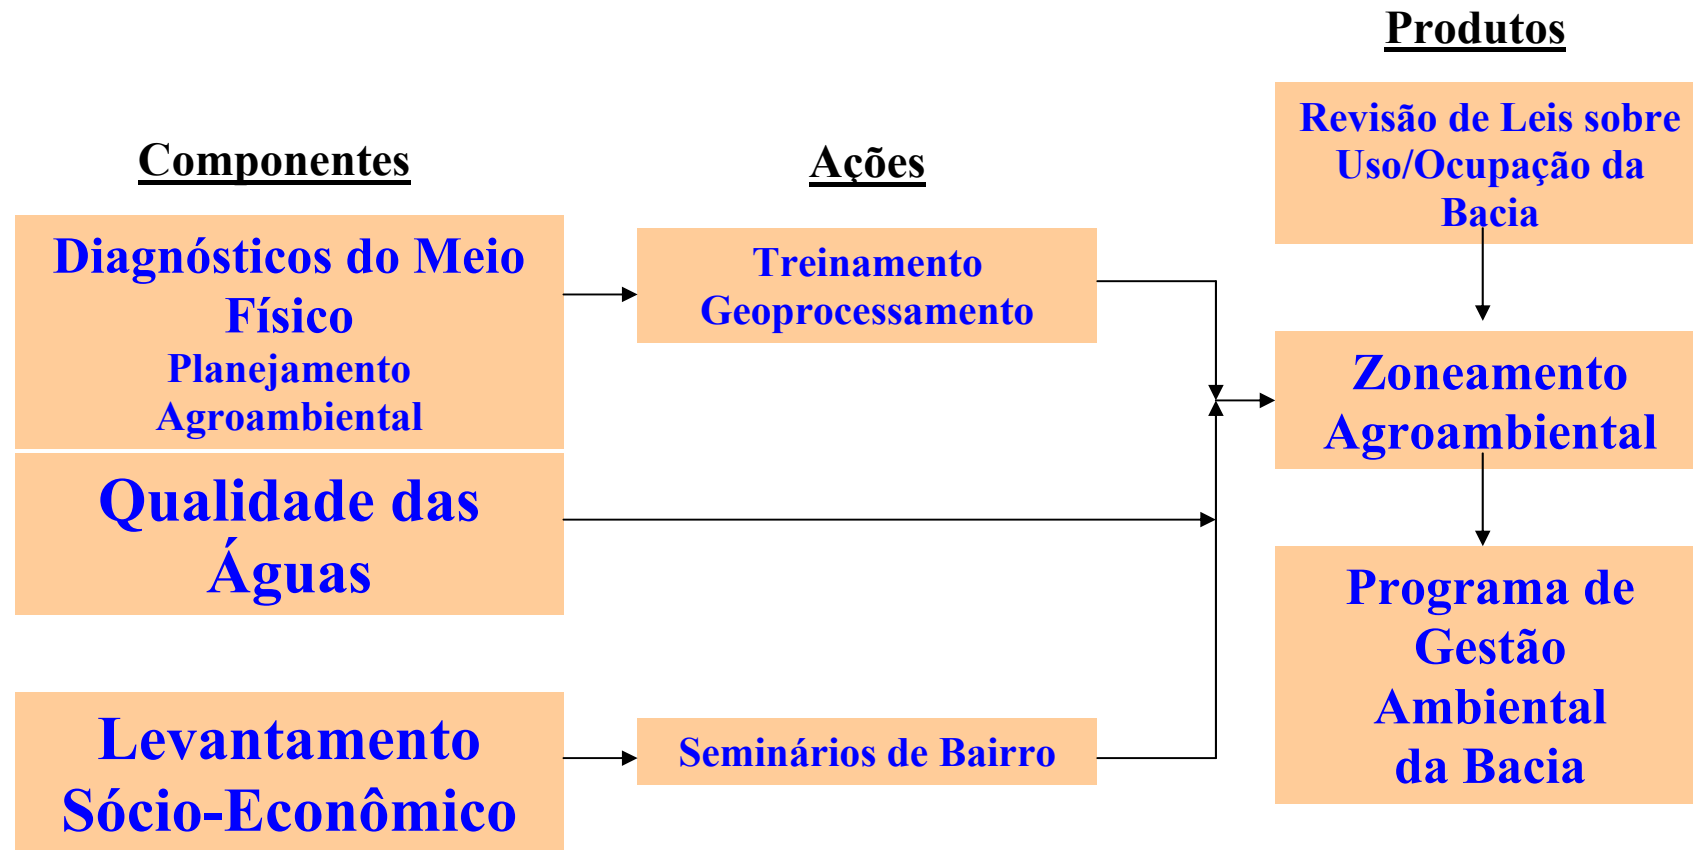 Componentes
Diagnósticos do Meio
Físico
Planejamento
Agroambiental
Qualidade das
Águas
Levantamento
Sócio-Econômico
Ações
Treinamento
Geoprocessamento
Seminários de Bairro
Produtos
Revisão de Leis sobre
Uso/Ocupação da
Bacia
Zoneamento
Agroambiental
Programa de
Gestão
Ambiental
da Bacia